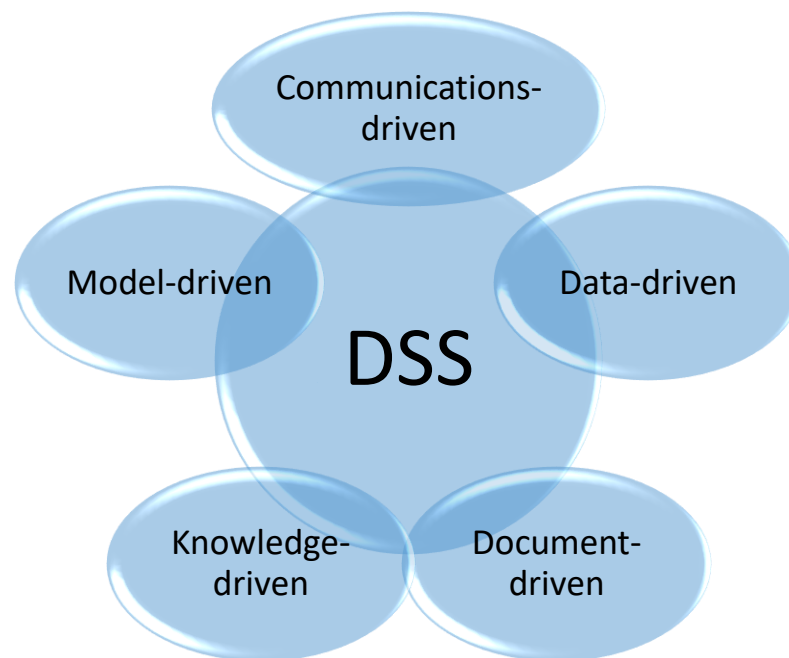 Communications-
driven
Model-driven
Data-driven
DSS
Knowledge-
driven
Document-
driven